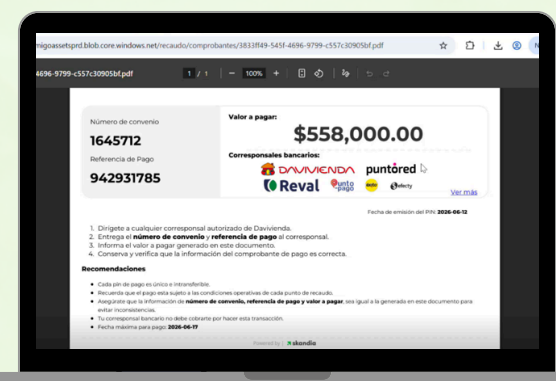 migoassetsprd.blob.core.windows.net/recaudo/comprobantes/3833ff49-545f-4696-9799-c557c30905bf.pdf
4696-9799-c557c30905bf.pdf
1 / 1
100%
Número de convenio
1645712
Referencia de Pago
942931785
Valor a pagar:
$558,000.00
Corresponsales bancarios:
DAVIVIENDA
puntored
Reval
punto pago
efecty
Ver más
Fecha de emisión del PIN: 2026-06-12
1. Dirígete a cualquier corresponsal autorizado de Davivienda.
2. Entrega el número de convenio y referencia de pago al corresponsal.
3. Informa el valor a pagar generado en este documento.
4. Conserva y verifica que la información del comprobante de pago es correcta.
Recomendaciones
Cada pin de pago es único e intransferible.
Recuerda que el pago esta sujeto a las condiciones operativas de cada punto de recaudo.
Asegúrate que la información de número de convenio, referencia de pago y valor a pagar, sea igual a la generada en este documento para
evitar inconsistencias.
Tu corresponsal bancario no debe cobrarte por hacer esta transacción.
Fecha máxima para pago: 2026-06-17
Powered by | skandia